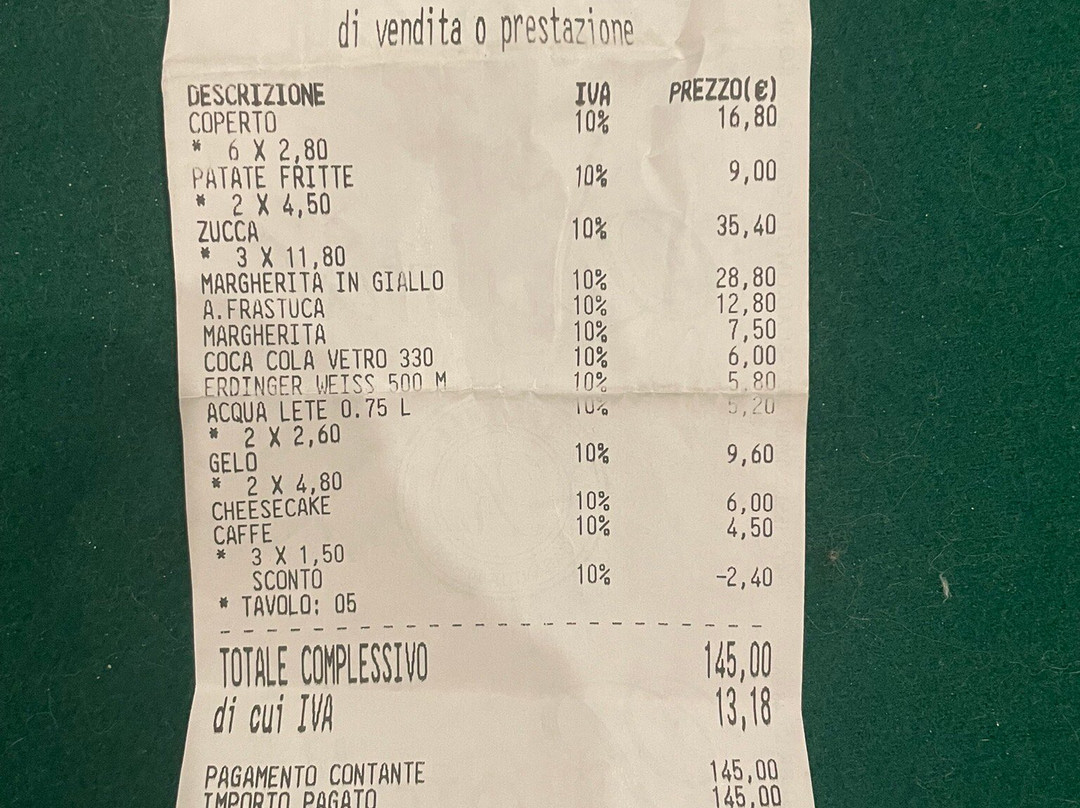 di vendita o prestazione
DESCRIZIONE IVA PREZZO(€)
COPERTO 10% 16,80
* 6 X 2,80
PATATE FRITTE 10% 9,00
* 2 X 4,50
ZUCCA 10% 35,40
* 3 X 11,80
MARGHERITA IN GIALLO 10% 28,80
A.FRASTUCA 10% 12,80
MARGHERITA 10% 7,50
COCA COLA VETRO 330 10% 6,00
ERDINGER WEISS 500 M 10% 5,80
ACQUA LETE 0.75 L 10% 5,20
* 2 X 2,60
GELO 10% 9,60
* 2 X 4,80
CHEESECAKE 10% 6,00
CAFFE 10% 4,50
* 3 X 1,50
SCONTO 10% -2,40
* TAVOLO: 05
TOTALE COMPLESSIVO 145,00
di cui IVA 13,18
PAGAMENTO CONTANTE 145,00
IMPORTO PAGATO 145,00